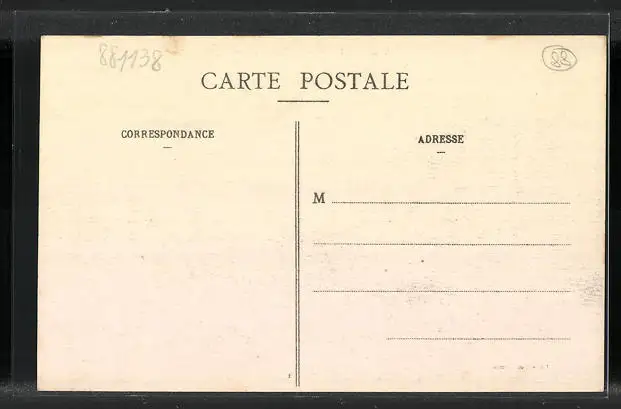 881138
88
CARTE POSTALE
CORRESPONDANCE
ADRESSE
M